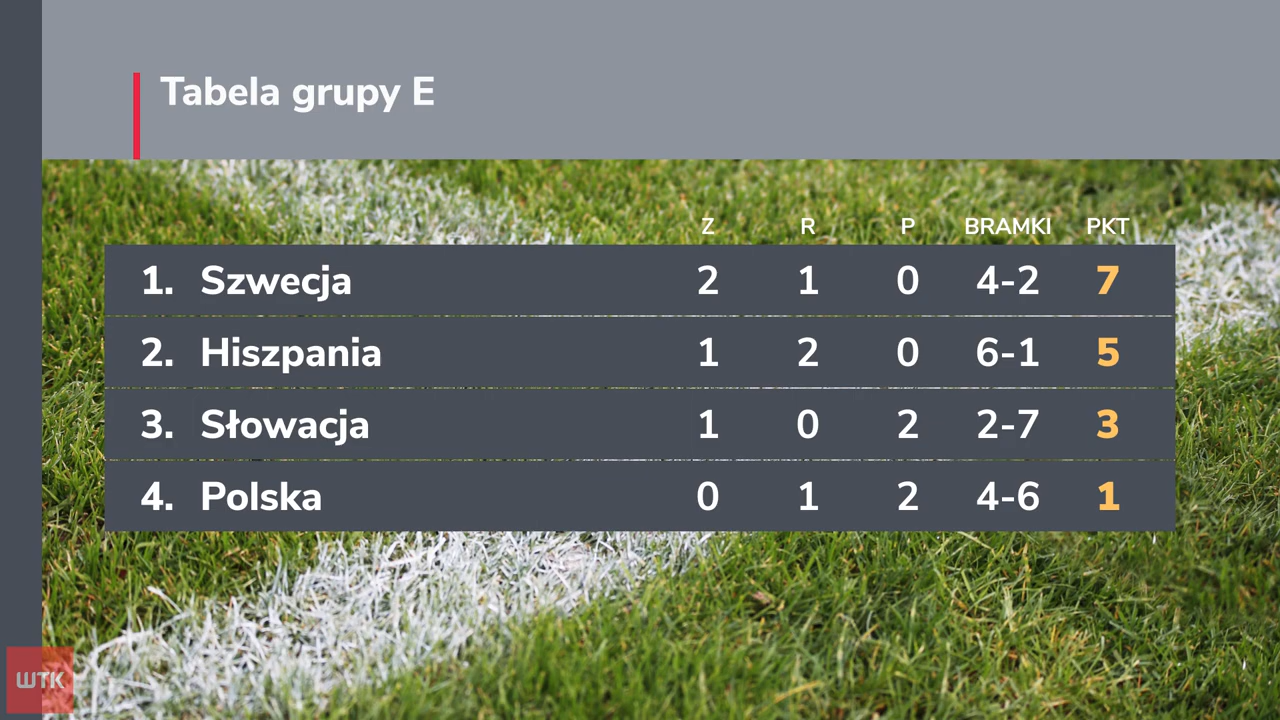 Tabela grupy E
Z R P BRAMKI PKT
1. Szwecja 2 1 0 4-2 7
2. Hiszpania 1 2 0 6-1 5
3. Słowacja 1 0 2 2-7 3
4. Polska 0 1 2 4-6 1
WTK